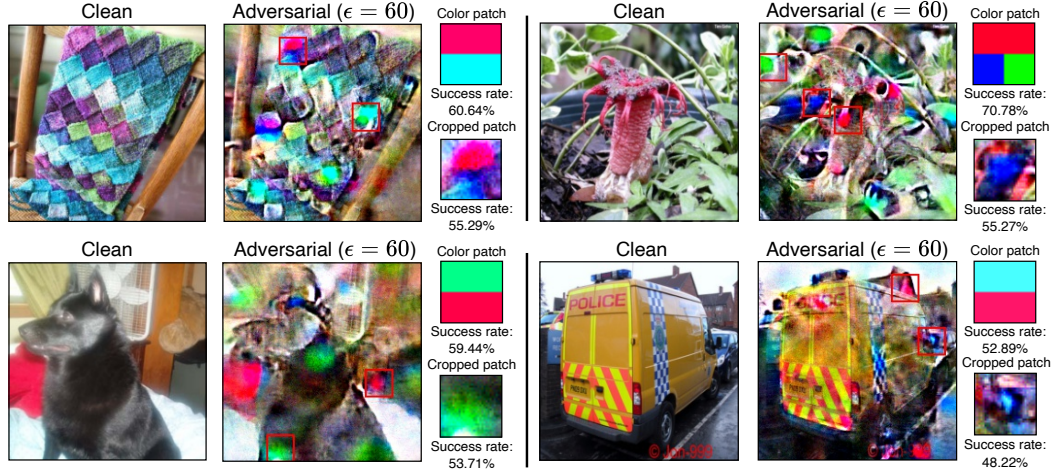 Clean
Adversarial (ϵ = 60)
Color patch
Success rate:
60.64%
Cropped patch
Success rate:
55.29%
Clean
Adversarial (ϵ = 60)
Color patch
Success rate:
70.78%
Cropped patch
Success rate:
55.27%
Clean
Adversarial (ϵ = 60)
Color patch
Success rate:
59.44%
Cropped patch
Success rate:
53.71%
Clean
POLICE
© Jon-999
Adversarial (ϵ = 60)
POLICE
Color patch
Success rate:
52.89%
Cropped patch
Success rate:
48.22%